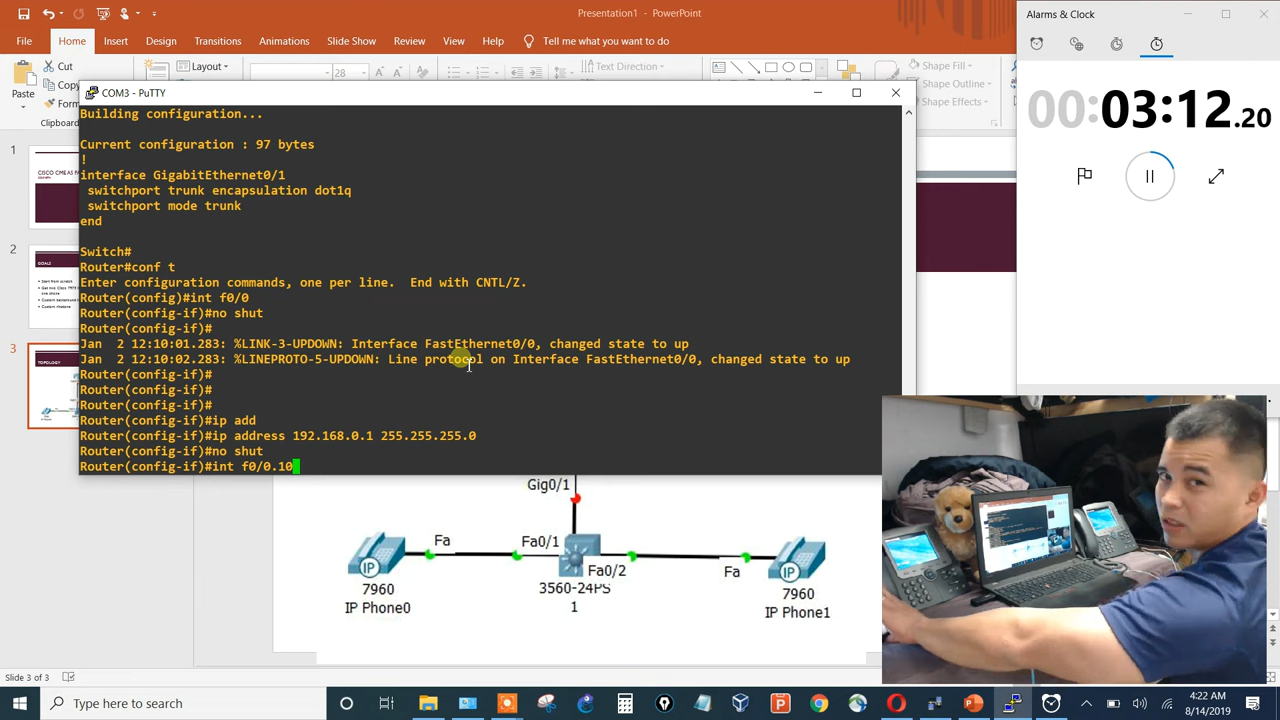 Presentation1 - PowerPoint
Alarms & Clock
File Home Insert Design Transitions Animations Slide Show Review View Help Tell me what you want to do
Cut
Layout
28
Text Direction
Shape Fill
Paste
Shape Effects
Clipboard
COM3 - PuTTY
00:03:12.20
Building configuration...
Current configuration : 97 bytes
!
interface GigabitEthernet0/1
switchport trunk encapsulation dot1q
switchport mode trunk
end
Switch#
Router#conf t
Enter configuration commands, one per line. End with CNTL/Z.
Router(config)#int f0/0
Router(config-if)#no shut
Router(config-if)#
Jan 2 12:10:01.283: %LINK-3-UPDOWN: Interface FastEthernet0/0, changed state to up
Jan 2 12:10:02.283: %LINEPROTO-5-UPDOWN: Line protocol on Interface FastEthernet0/0, changed state to up
Router(config-if)#
Router(config-if)#
Router(config-if)#
Router(config-if)#ip add
Router(config-if)#ip address 192.168.0.1 255.255.255.0
Router(config-if)#no shut
Router(config-if)#int f0/0.10
1
2
GOALS
3
TOPOLOGY
Gig0/1
Fa
Fa0/1
Fa0/2
Fa
7960
IP Phone0
3560-24PS
1
7960
IP Phone1
Slide 3 of 3
Type here to search
4:22 AM
8/14/2019